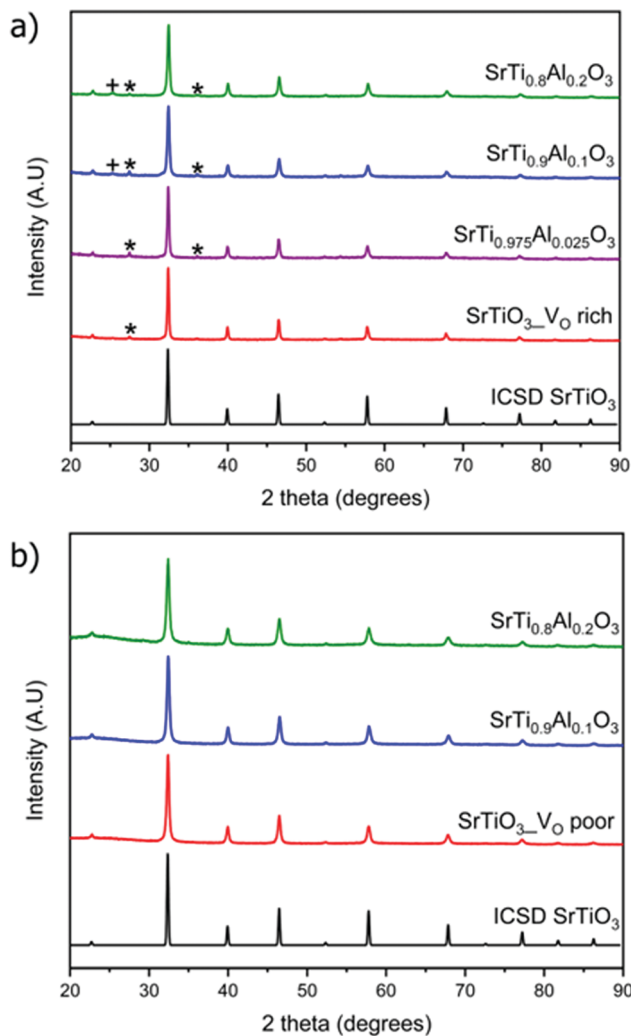 a)
+ * *
SrTi₀.₈Al₀.₂O₃
+ * *
SrTi₀.₉Al₀.₁O₃
* *
SrTi₀.₉₇₅Al₀.₀₂₅O₃
*
SrTiO₃_V_O rich
ICSD SrTiO₃
Intensity (A.U)
20 30 40 50 60 70 80 90
2 theta (degrees)
b)
SrTi₀.₈Al₀.₂O₃
SrTi₀.₉Al₀.₁O₃
SrTiO₃_V_O poor
ICSD SrTiO₃
Intensity (A.U)
20 30 40 50 60 70 80 90
2 theta (degrees)